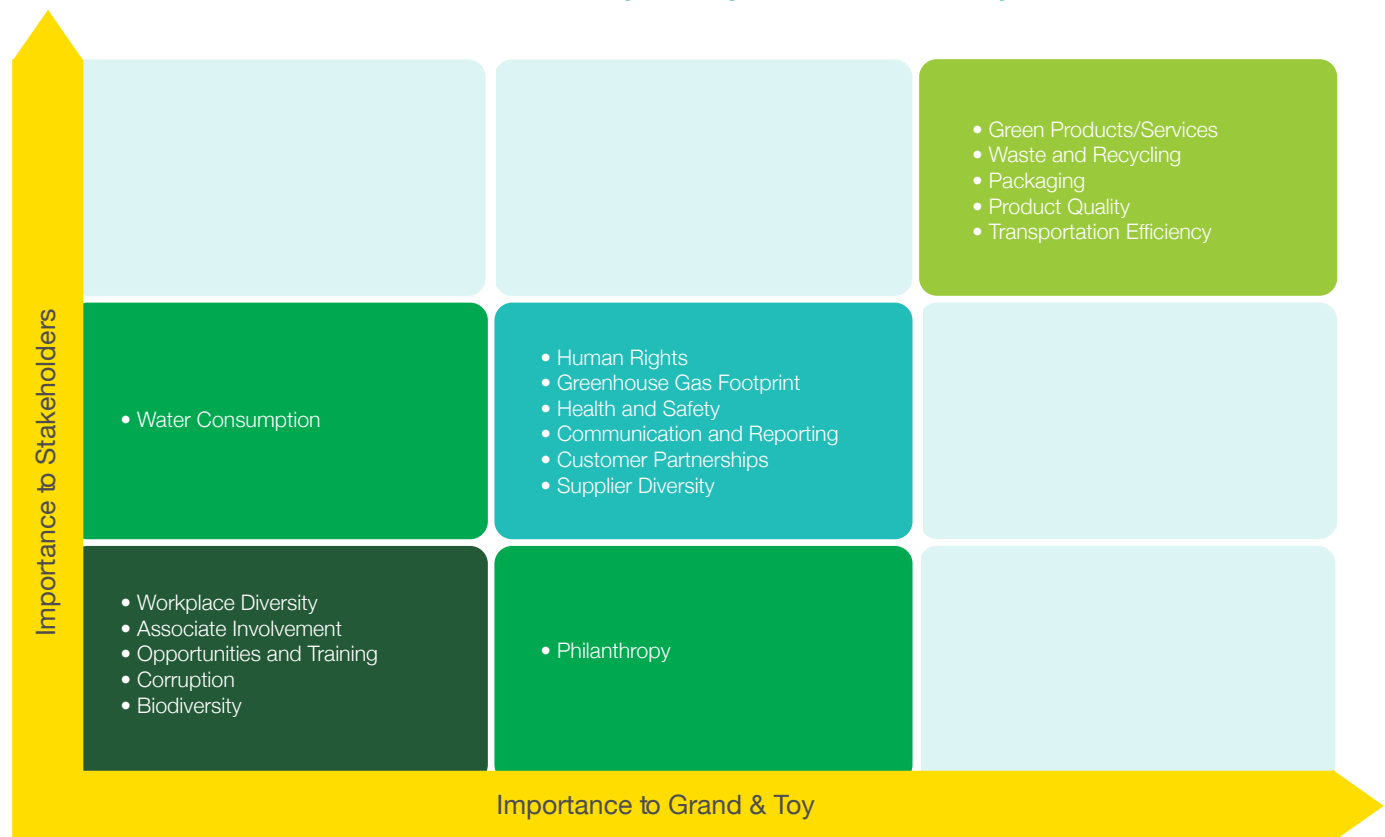 • Green Products/Services
• Waste and Recycling
• Packaging
• Product Quality
• Transportation Efficiency
Importance to Stakeholders
• Water Consumption
• Human Rights
• Greenhouse Gas Footprint
• Health and Safety
• Communication and Reporting
• Customer Partnerships
• Supplier Diversity
• Workplace Diversity
• Associate Involvement
• Opportunities and Training
• Corruption
• Biodiversity
• Philanthropy
Importance to Grand & Toy